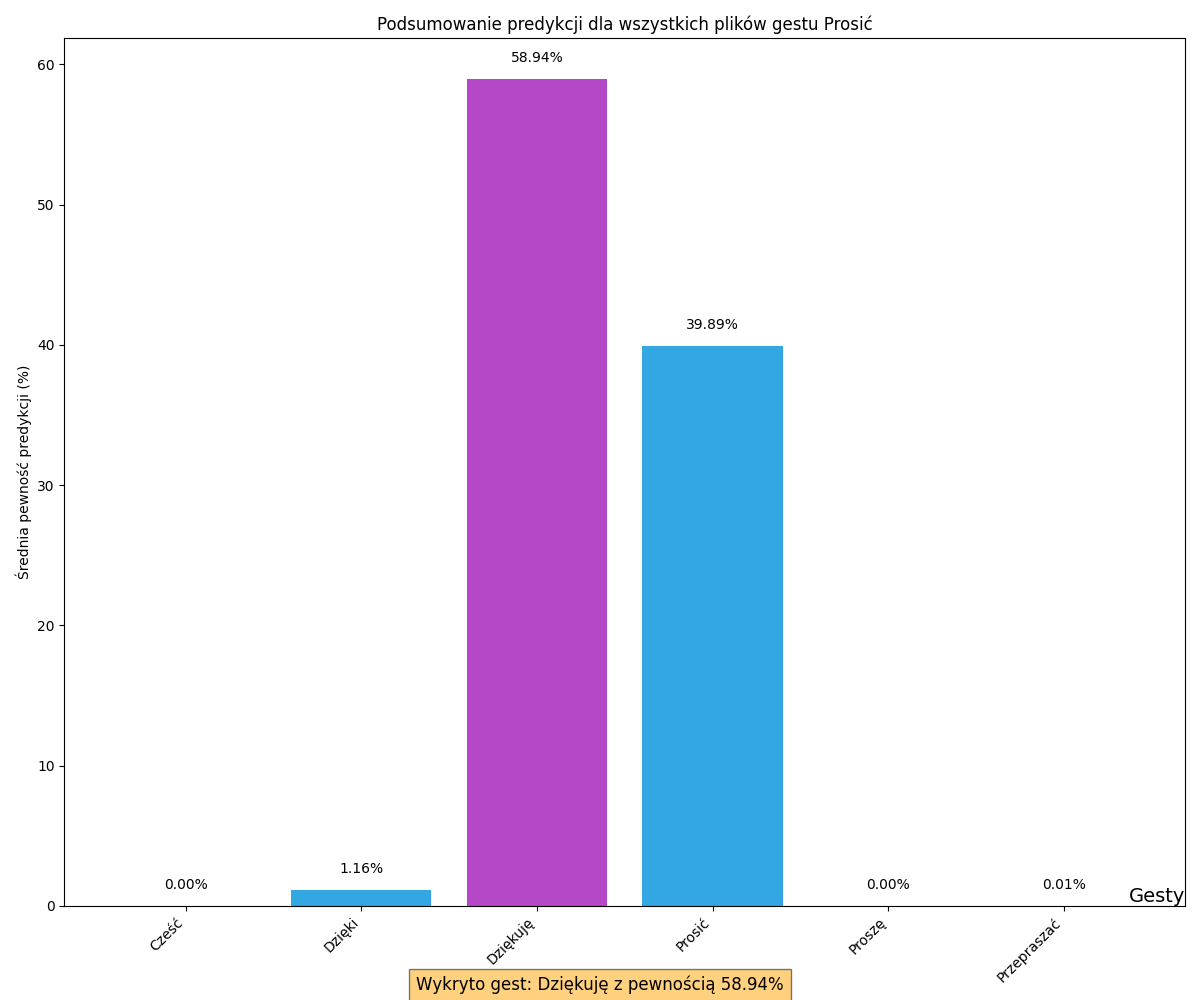 Podsumowanie predykcji dla wszystkich plików gestu Prosić
Średnia pewność predykcji (%)
60
50
40
30
20
10
0
0.00%
1.16%
58.94%
39.89%
0.00%
0.01%
Gesty
Cześć
Dzięki
Dziękuję
Prosić
Proszę
Przepraszać
Wykryto gest: Dziękuję z pewnością 58.94%